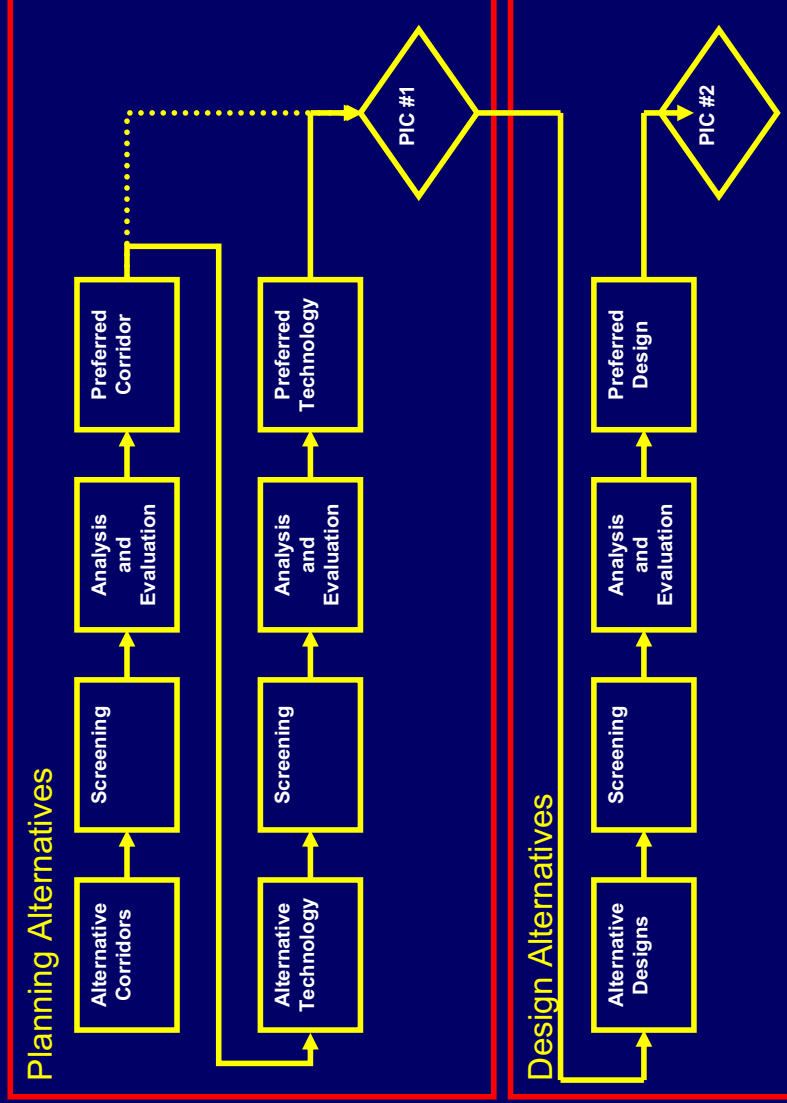 Planning Alternatives
Alternative
Corridors
Screening
Analysis
and
Evaluation
Preferred
Corridor
Alternative
Technology
Screening
Analysis
and
Evaluation
Preferred
Technology
PIC #1
Design Alternatives
Alternative
Designs
Screening
Analysis
and
Evaluation
Preferred
Design
PIC #2